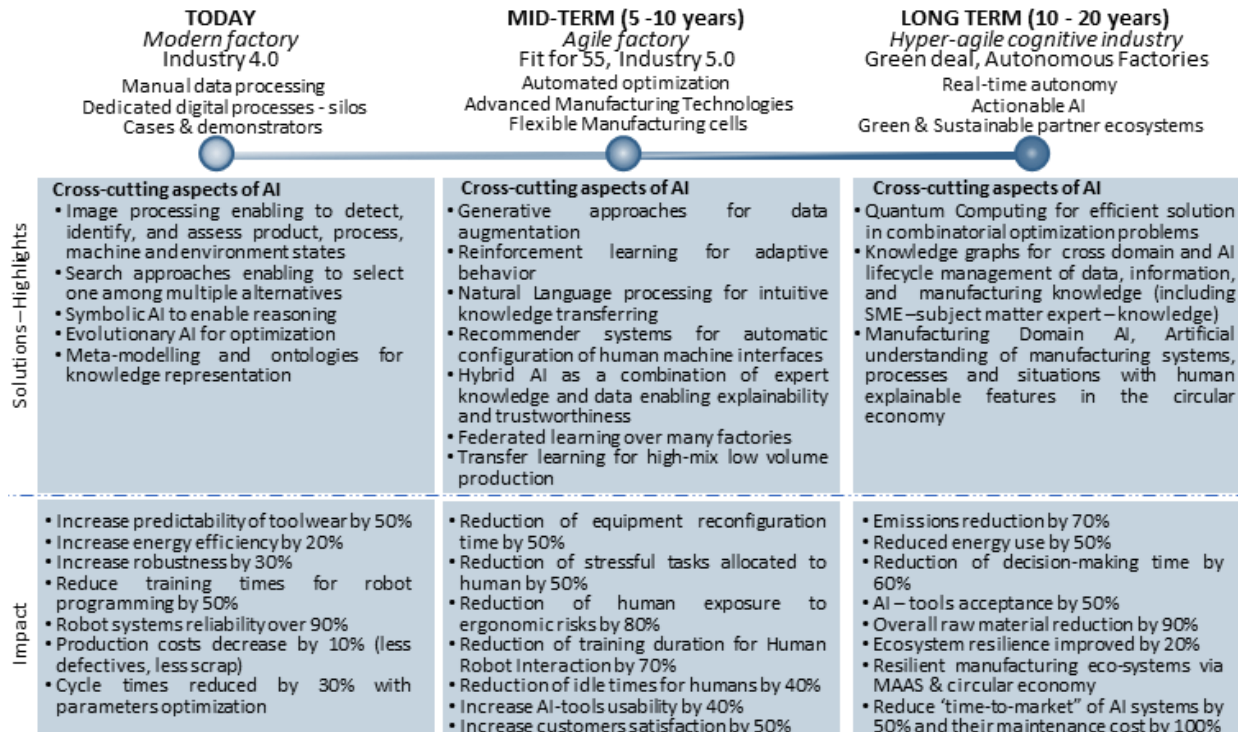 TODAY
Modern factory
Industry 4.0
Manual data processing
Dedicated digital processes - silos
Cases & demonstrators
MID-TERM (5 -10 years)
Agile factory
Fit for 55, Industry 5.0
Automated optimization
Advanced Manufacturing Technologies
Flexible Manufacturing cells
LONG TERM (10 - 20 years)
Hyper-agile cognitive industry
Green deal, Autonomous Factories
Real-time autonomy
Actionable AI
Green & Sustainable partner ecosystems
Solutions – Highlights
Cross-cutting aspects of AI
• Image processing enabling to detect,
identify, and assess product, process,
machine and environment states
• Search approaches enabling to select
one among multiple alternatives
• Symbolic AI to enable reasoning
• Evolutionary AI for optimization
• Meta-modelling and ontologies for
knowledge representation
Cross-cutting aspects of AI
• Generative approaches for data
augmentation
• Reinforcement learning for adaptive
behavior
• Natural Language processing for intuitive
knowledge transferring
• Recommender systems for automatic
configuration of human machine interfaces
• Hybrid AI as a combination of expert
knowledge and data enabling explainability
and trustworthiness
• Federated learning over many factories
• Transfer learning for high-mix low volume
production
Cross-cutting aspects of AI
• Quantum Computing for efficient solution
in combinatorial optimization problems
• Knowledge graphs for cross domain and AI
lifecycle management of data, information,
and manufacturing knowledge (including
SME – subject matter expert – knowledge)
• Manufacturing Domain AI, Artificial
understanding of manufacturing systems,
processes and situations with human
explainable features in the circular
economy
Impact
• Increase predictability of toolwear by 50%
• Increase energy efficiency by 20%
• Increase robustness by 30%
• Reduce training times for robot
programming by 50%
• Robot systems reliability over 90%
• Production costs decrease by 10% (less
defectives, less scrap)
• Cycle times reduced by 30% with
parameters optimization
• Reduction of equipment reconfiguration
time by 50%
• Reduction of stressful tasks allocated to
human by 50%
• Reduction of human exposure to
ergonomic risks by 80%
• Reduction of training duration for Human
Robot Interaction by 70%
• Reduction of idle times for humans by 40%
• Increase AI-tools usability by 40%
• Increase customers satisfaction by 50%
• Emissions reduction by 70%
• Reduced energy use by 50%
• Reduction of decision-making time by
60%
• AI – tools acceptance by 50%
• Overall raw material reduction by 90%
• Ecosystem resilience improved by 20%
• Resilient manufacturing eco-systems via
MAAS & circular economy
• Reduce ‘time-to-market” of AI systems by
50% and their maintenance cost by 100%